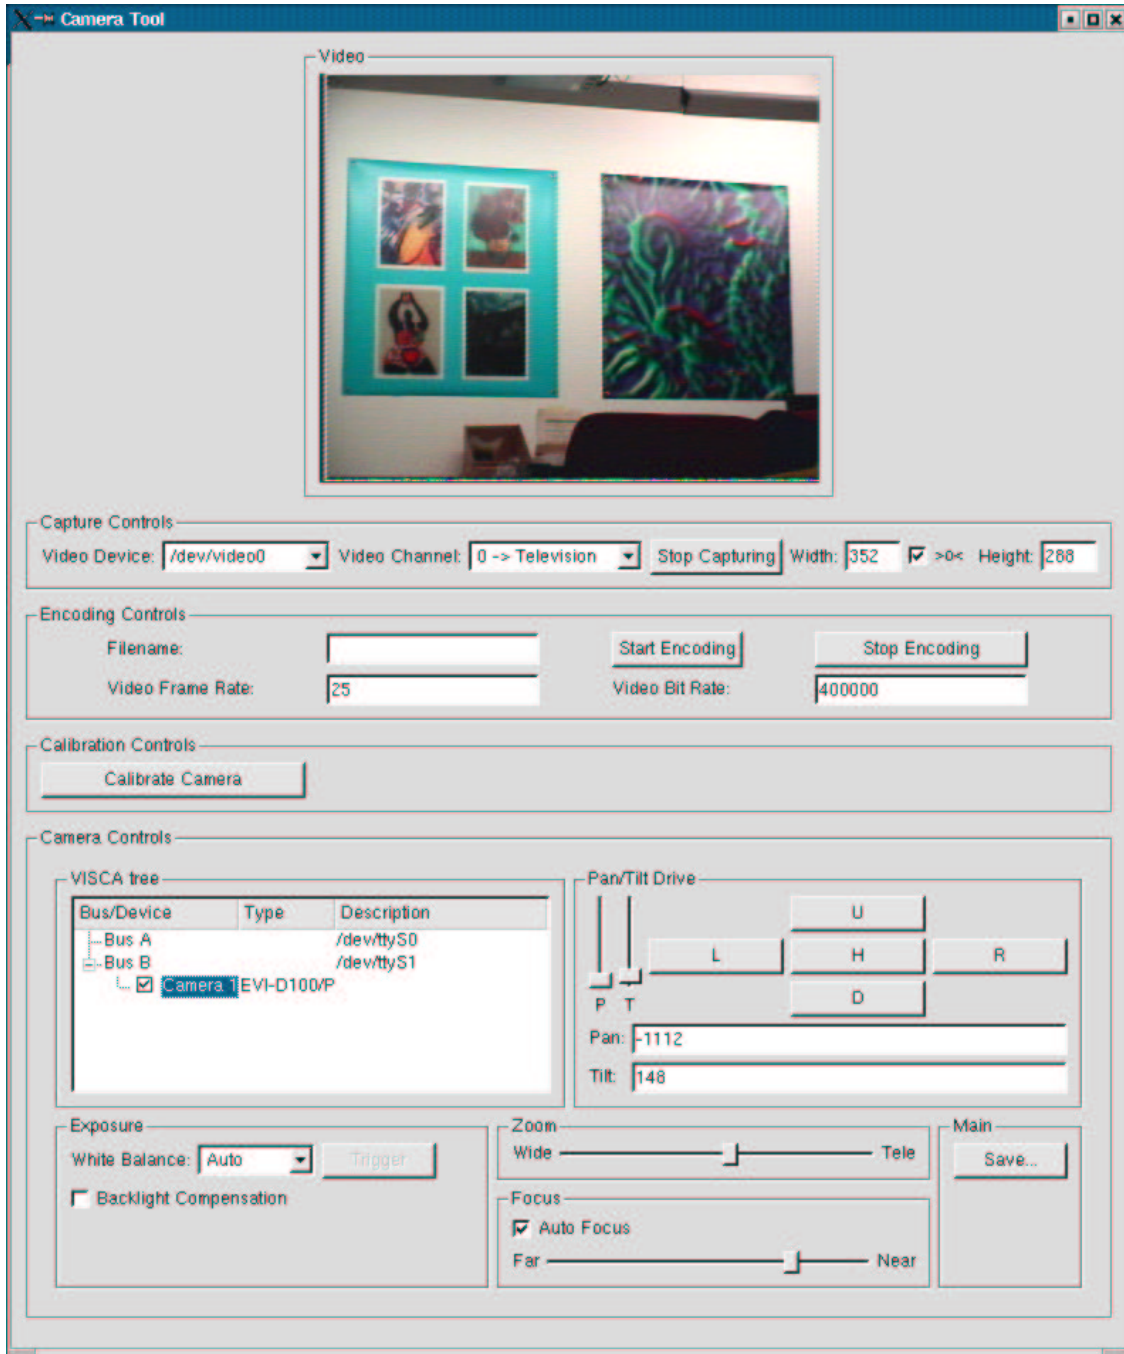 Camera Tool
Video
Capture Controls
Video Device: /dev/video0 Video Channel: 0 -> Television Stop Capturing Width: 352 >0< Height: 288
Encoding Controls
Filename: Start Encoding Stop Encoding
Video Frame Rate: 25 Video Bit Rate: 400000
Calibration Controls
Calibrate Camera
Camera Controls
VISCA tree
Bus/Device Type Description
Bus A /dev/ttyS0
Bus B /dev/ttyS1
Camera 1 EVI-D100/P
Pan/Tilt Drive
U
L H R
D
P T
Pan: -1112
Tilt: 148
Exposure
White Balance: Auto Trigger
Backlight Compensation
Zoom
Wide Tele
Focus
Auto Focus
Far Near
Main
Save...